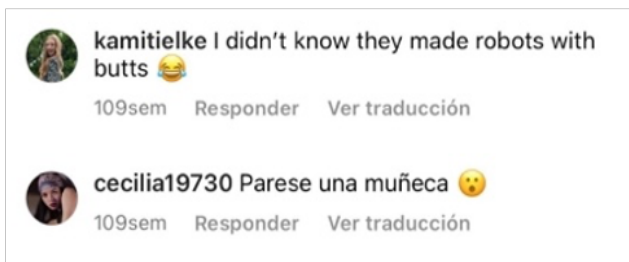 kamitielke I didn't know they made robots with
butts 😂
109sem Responder Ver traducción
cecilia19730 Parese una muñeca 😮
109sem Responder Ver traducción